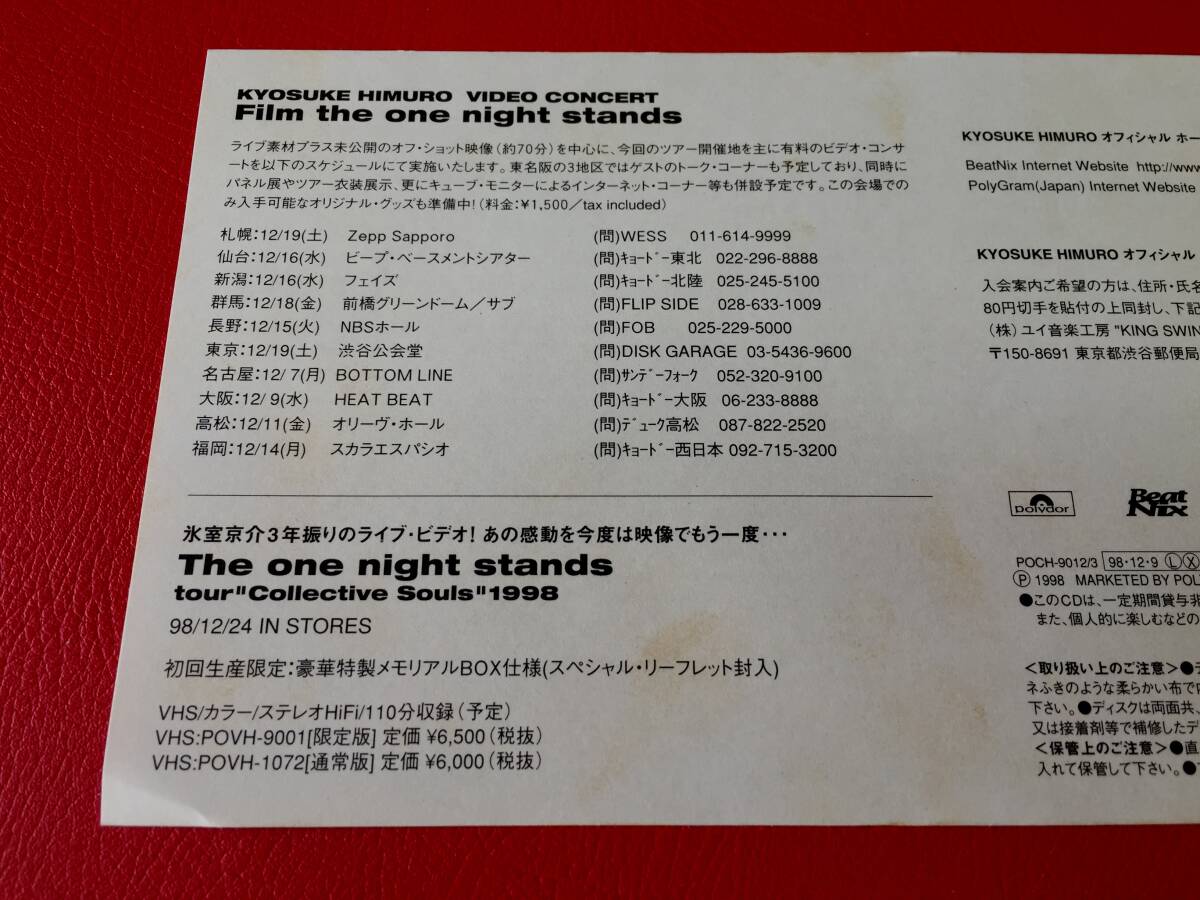 KYOSUKE HIMURO VIDEO CONCERT
Film the one night stands
ライブ素材プラス未公開のオフ・ショット映像(約70分)を中心に、今回のツアー開催地を主に有料のビデオ・コンサ
ートを以下のスケジュールにて実施いたします。東名阪の3地区ではゲストのトーク・コーナーも予定しており、同時に
パネル展やツアー衣装展示、更にキューブ・モニターによるインターネット・コーナー等も併設予定です。この会場での
み入手可能なオリジナル・グッズも準備中!(料金:¥1,500/tax included)
札幌:12/19(土) Zepp Sapporo (問)WESS 011-614-9999
仙台:12/16(水) ビープ・ベースメントシアター (問)ｷｮｰﾄﾞｰ東北 022-296-8888
新潟:12/16(水) フェイズ (問)ｷｮｰﾄﾞｰ北陸 025-245-5100
群馬:12/18(金) 前橋グリーンドーム/サブ (問)FLIP SIDE 028-633-1009
長野:12/15(火) NBSホール (問)FOB 025-229-5000
東京:12/19(土) 渋谷公会堂 (問)DISK GARAGE 03-5436-9600
名古屋:12/ 7(月) BOTTOM LINE (問)ｻﾝﾃﾞｰﾌｫｰｸ 052-320-9100
大阪:12/ 9(水) HEAT BEAT (問)ｷｮｰﾄﾞｰ大阪 06-233-8888
高松:12/11(金) オリーヴ・ホール (問)ﾃﾞｭｰｸ高松 087-822-2520
福岡:12/14(月) スカラエスパシオ (問)ｷｮｰﾄﾞｰ西日本 092-715-3200
氷室京介3年振りのライブ・ビデオ! あの感動を今度は映像でもう一度・・・
The one night stands
tour"Collective Souls"1998
98/12/24 IN STORES
初回生産限定:豪華特製メモリアルBOX仕様(スペシャル・リーフレット封入)
VHS/カラー/ステレオHiFi/110分収録(予定)
VHS:POVH-9001[限定版] 定価 ¥6,500(税抜)
VHS:POVH-1072[通常版] 定価 ¥6,000(税抜)
KYOSUKE HIMURO オフィシャル ホー
BeatNix Internet Website http://www
PolyGram(Japan) Internet Website
KYOSUKE HIMURO オフィシャル
入会案内ご希望の方は、住所・氏名
80円切手を貼付の上同封し、下記
(株)ユイ音楽工房 "KING SWIN
〒150-8691 東京都渋谷郵便局
polydor
Beat Nix
POCH-9012/3 98・12・9 Ⓛ Ⓧ
Ⓟ 1998 MARKETED BY POL
●このCDは、一定期間貸与非
また、個人的に楽しむなどの
<取り扱い上のご注意>●デ
ネふきのような柔らかい布で内
下さい。●ディスクは両面共、
又は接着剤等で補修したデ
<保管上のご注意>●直
入れて保管して下さい。●